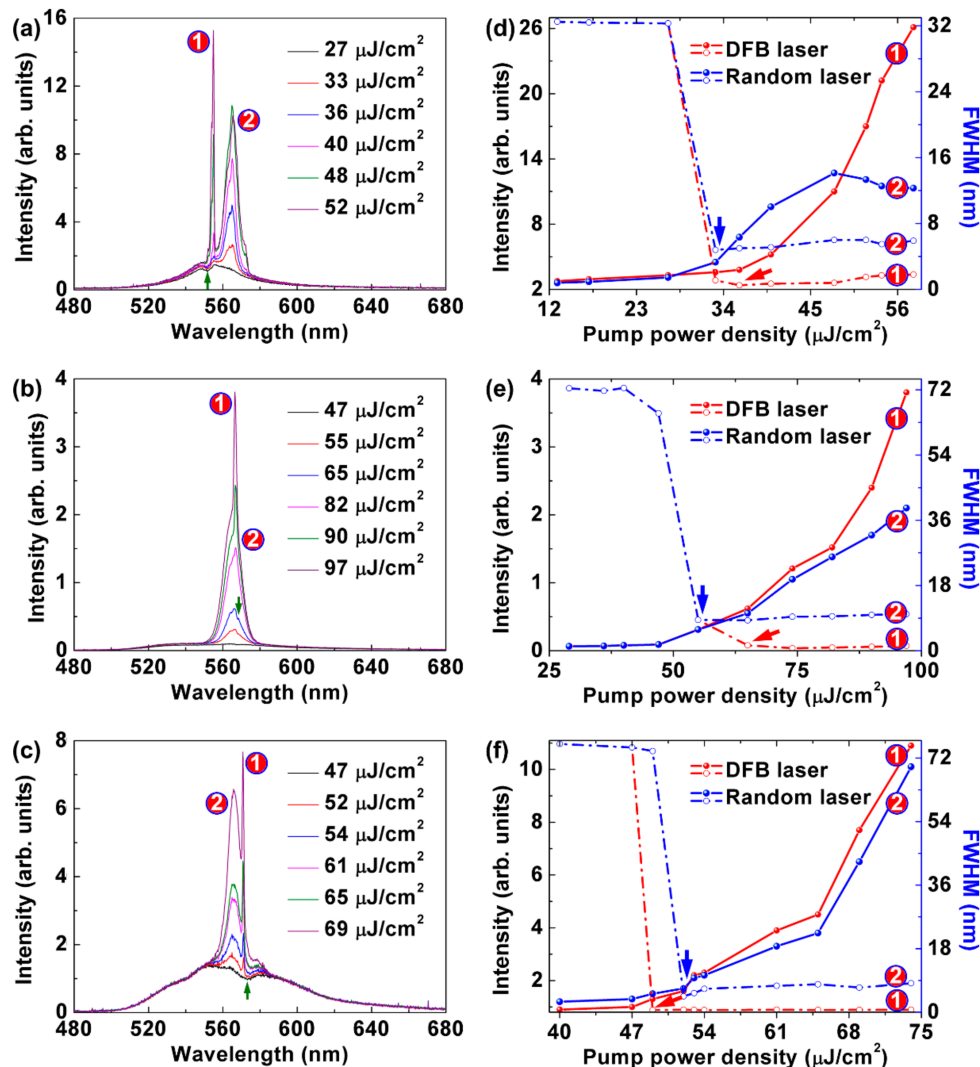 (a)
Intensity (arb. units)
16
12
8
4
0
1
2
27 μJ/cm²
33 μJ/cm²
36 μJ/cm²
40 μJ/cm²
48 μJ/cm²
52 μJ/cm²
480 520 560 600 640 680
Wavelength (nm)
(d)
Intensity (arb. units)
26
20
14
8
2
DFB laser
Random laser
1
2
2
1
32
24
16
8
0
FWHM (nm)
12 23 34 45 56
Pump power density (μJ/cm²)
(b)
Intensity (arb. units)
4
3
2
1
0
1
2
47 μJ/cm²
55 μJ/cm²
65 μJ/cm²
82 μJ/cm²
90 μJ/cm²
97 μJ/cm²
480 520 560 600 640 680
Wavelength (nm)
(e)
Intensity (arb. units)
4
3
2
1
0
DFB laser
Random laser
1
2
2
1
72
54
36
18
0
FWHM (nm)
25 50 75 100
Pump power density (μJ/cm²)
(c)
Intensity (arb. units)
8
6
4
2
0
1
2
47 μJ/cm²
52 μJ/cm²
54 μJ/cm²
61 μJ/cm²
65 μJ/cm²
69 μJ/cm²
480 520 560 600 640 680
Wavelength (nm)
(f)
Intensity (arb. units)
10
8
6
4
2
DFB laser
Random laser
1
2
2
1
72
54
36
18
0
FWHM (nm)
40 47 54 61 68 75
Pump power density (μJ/cm²)